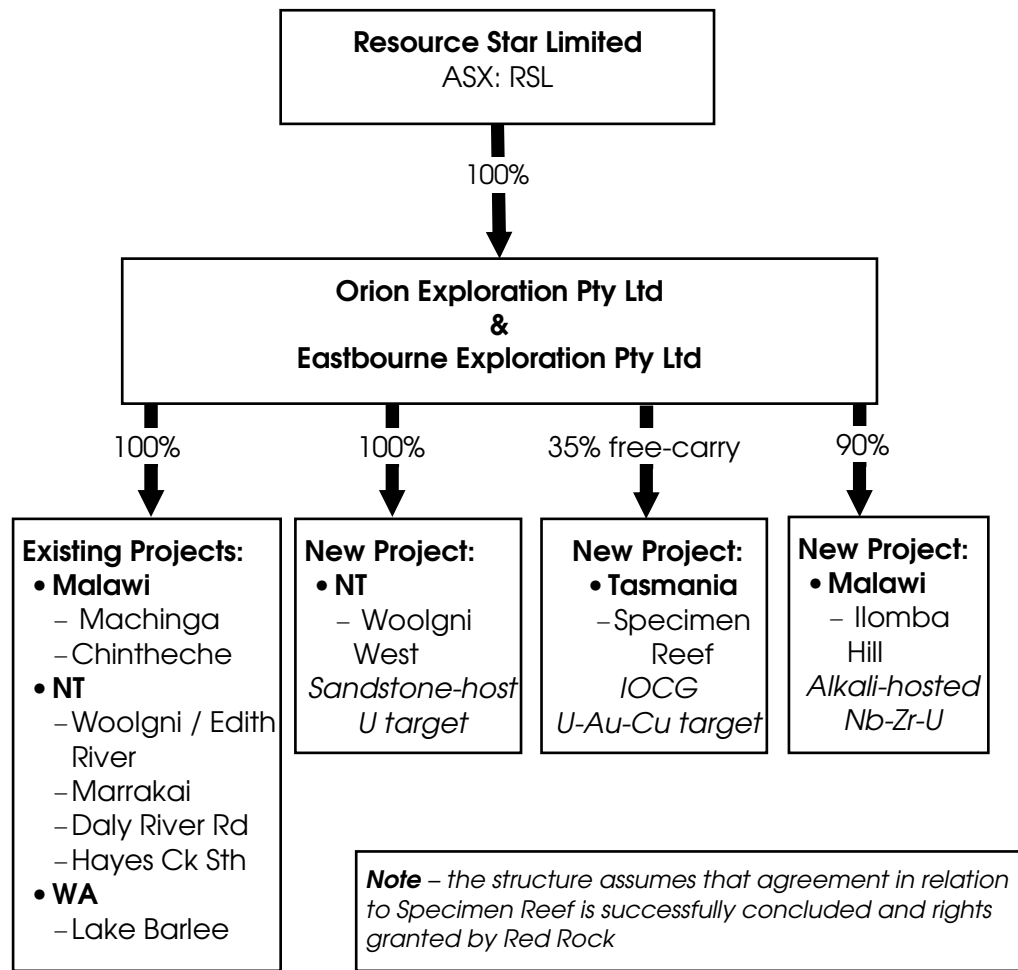 Resource Star Limited
ASX: RSL
100%
Orion Exploration Pty Ltd
&
Eastbourne Exploration Pty Ltd
100%
100%
35% free-carry
90%
Existing Projects:
• Malawi
– Machinga
– Chintheche
• NT
– Woolgni / Edith
River
– Marrakai
– Daly River Rd
– Hayes Ck Sth
• WA
– Lake Barlee
New Project:
• NT
– Woolgni
West
Sandstone-host
U target
New Project:
• Tasmania
– Specimen
Reef
IOCG
U-Au-Cu target
New Project:
• Malawi
– Ilomba
Hill
Alkali-hosted
Nb-Zr-U
Note – the structure assumes that agreement in relation
to Specimen Reef is successfully concluded and rights
granted by Red Rock